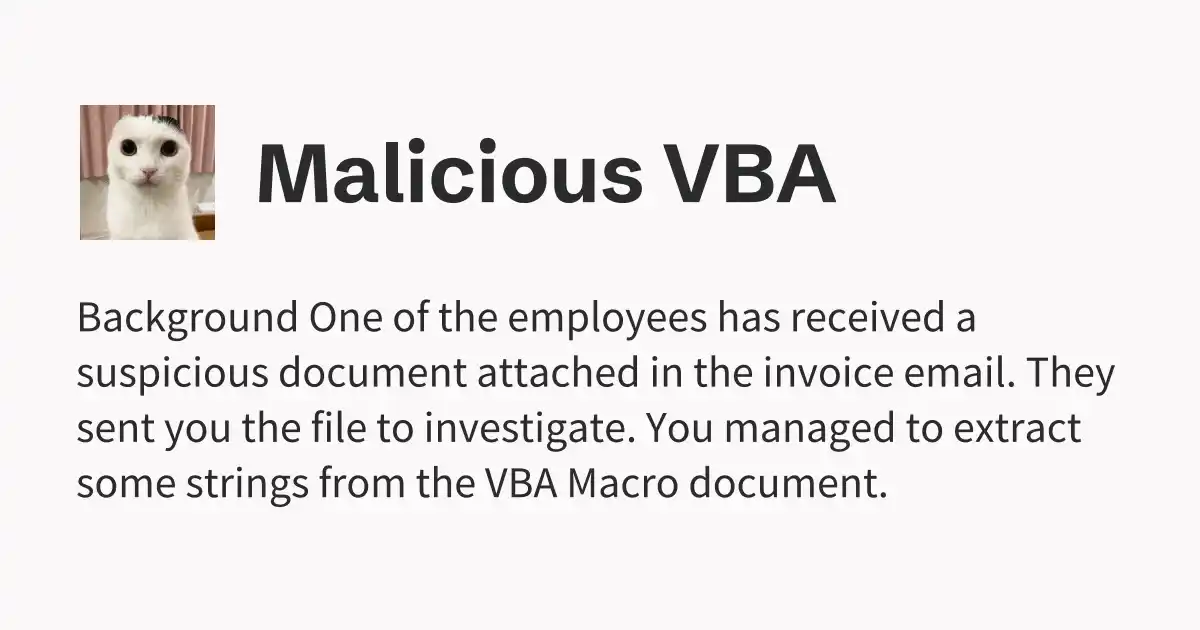 Malicious VBA
Background One of the employees has received a
suspicious document attached in the invoice email. They
sent you the file to investigate. You managed to extract
some strings from the VBA Macro document.